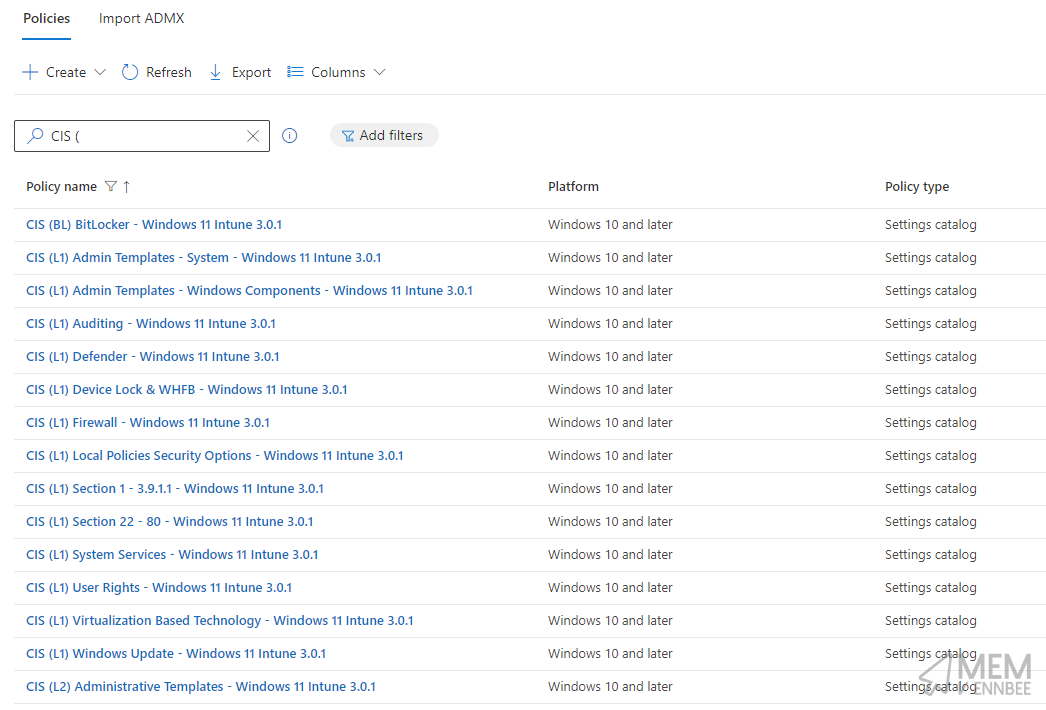 Policies Import ADMX
Create Refresh Export Columns
CIS ( Add filters
Policy name Platform Policy type
CIS (BL) BitLocker - Windows 11 Intune 3.0.1 Windows 10 and later Settings catalog
CIS (L1) Admin Templates - System - Windows 11 Intune 3.0.1 Windows 10 and later Settings catalog
CIS (L1) Admin Templates - Windows Components - Windows 11 Intune 3.0.1 Windows 10 and later Settings catalog
CIS (L1) Auditing - Windows 11 Intune 3.0.1 Windows 10 and later Settings catalog
CIS (L1) Defender - Windows 11 Intune 3.0.1 Windows 10 and later Settings catalog
CIS (L1) Device Lock & WHFB - Windows 11 Intune 3.0.1 Windows 10 and later Settings catalog
CIS (L1) Firewall - Windows 11 Intune 3.0.1 Windows 10 and later Settings catalog
CIS (L1) Local Policies Security Options - Windows 11 Intune 3.0.1 Windows 10 and later Settings catalog
CIS (L1) Section 1 - 3.9.1.1 - Windows 11 Intune 3.0.1 Windows 10 and later Settings catalog
CIS (L1) Section 22 - 80 - Windows 11 Intune 3.0.1 Windows 10 and later Settings catalog
CIS (L1) System Services - Windows 11 Intune 3.0.1 Windows 10 and later Settings catalog
CIS (L1) User Rights - Windows 11 Intune 3.0.1 Windows 10 and later Settings catalog
CIS (L1) Virtualization Based Technology - Windows 11 Intune 3.0.1 Windows 10 and later Settings catalog
CIS (L1) Windows Update - Windows 11 Intune 3.0.1 Windows 10 and later Settings catalog
CIS (L2) Administrative Templates - Windows 11 Intune 3.0.1 Windows 10 and later Settings catalog
MEM
ENNBEE